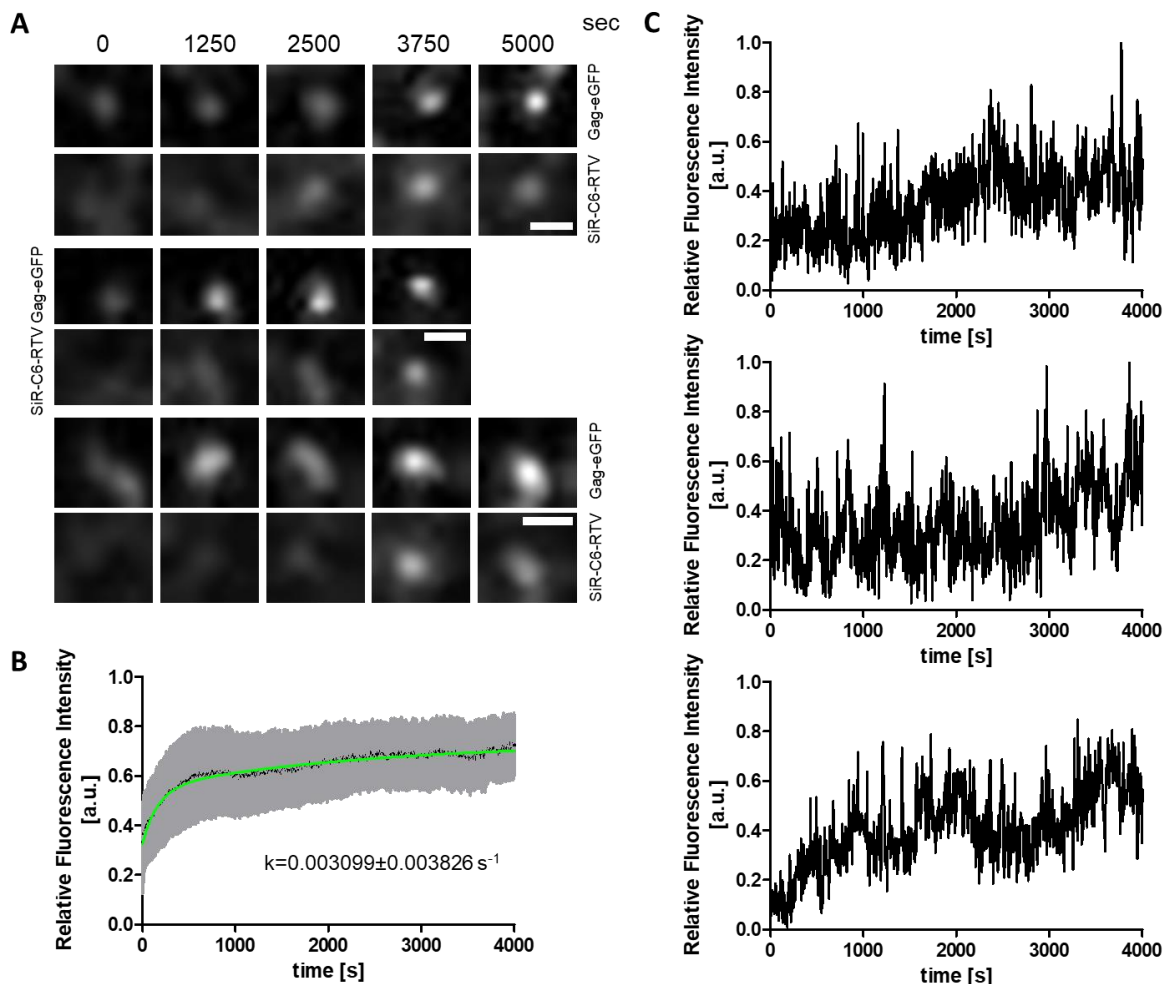 A
sec
0 1250 2500 3750 5000
Gag-eGFP
SiR-C6-RTV
SiR-C6-RTV Gag-eGFP
Gag-eGFP
SiR-C6-RTV
B
Relative Fluorescence Intensity
[a.u.]
1.0
0.8
0.6
0.4
0.2
0.0
k=0.003099±0.003826 s⁻¹
0 1000 2000 3000 4000
time [s]
C
Relative Fluorescence Intensity
[a.u.]
1.0
0.8
0.6
0.4
0.2
0.0
0 1000 2000 3000 4000
time [s]
Relative Fluorescence Intensity
[a.u.]
1.0
0.8
0.6
0.4
0.2
0.0
0 1000 2000 3000 4000
time [s]
Relative Fluorescence Intensity
[a.u.]
1.0
0.8
0.6
0.4
0.2
0.0
0 1000 2000 3000 4000
time [s]